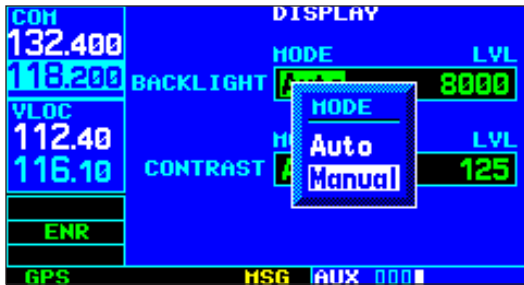 COM
DISPLAY
132.400
MODE LVL
118.200
BACKLIGHT Auto 8000
VLOC
MODE
112.40
Auto
LVL
116.10
CONTRAST
Manual
125
ENR
GPS MSG AUX